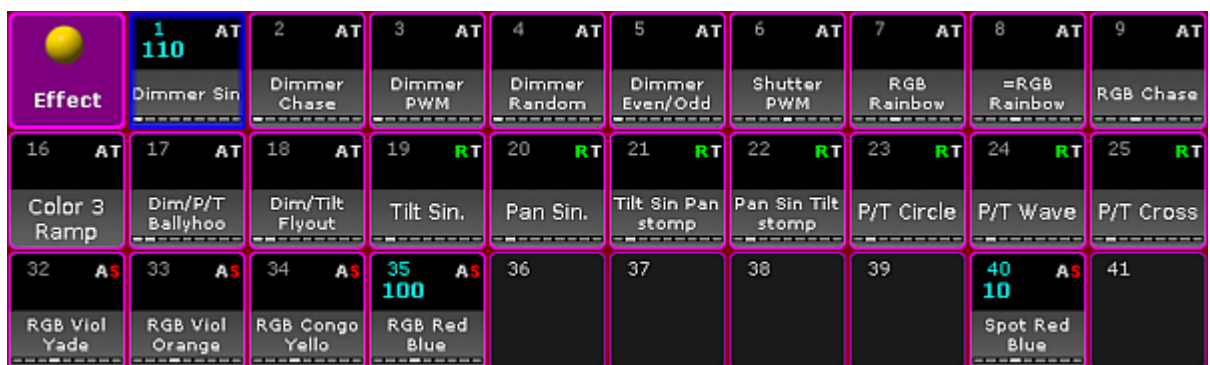 Effect
1 AT
110
Dimmer Sin
2 AT
Dimmer
Chase
3 AT
Dimmer
PWM
4 AT
Dimmer
Random
5 AT
Dimmer
Even/Odd
6 AT
Shutter
PWM
7 AT
RGB
Rainbow
8 AT
=RGB
Rainbow
9 AT
RGB Chase
16 AT
Color 3
Ramp
17 AT
Dim/P/T
Ballyhoo
18 AT
Dim/Tilt
Flyout
19 RT
Tilt Sin.
20 RT
Pan Sin.
21 RT
Tilt Sin Pan
stomp
22 RT
Pan Sin Tilt
stomp
23 RT
P/T Circle
24 RT
P/T Wave
25 RT
P/T Cross
32 AS
RGB Viol
Yade
33 AS
RGB Viol
Orange
34 AS
RGB Congo
Yello
35 AS
100
RGB Red
Blue
36
37
38
39
40 AS
10
Spot Red
Blue
41